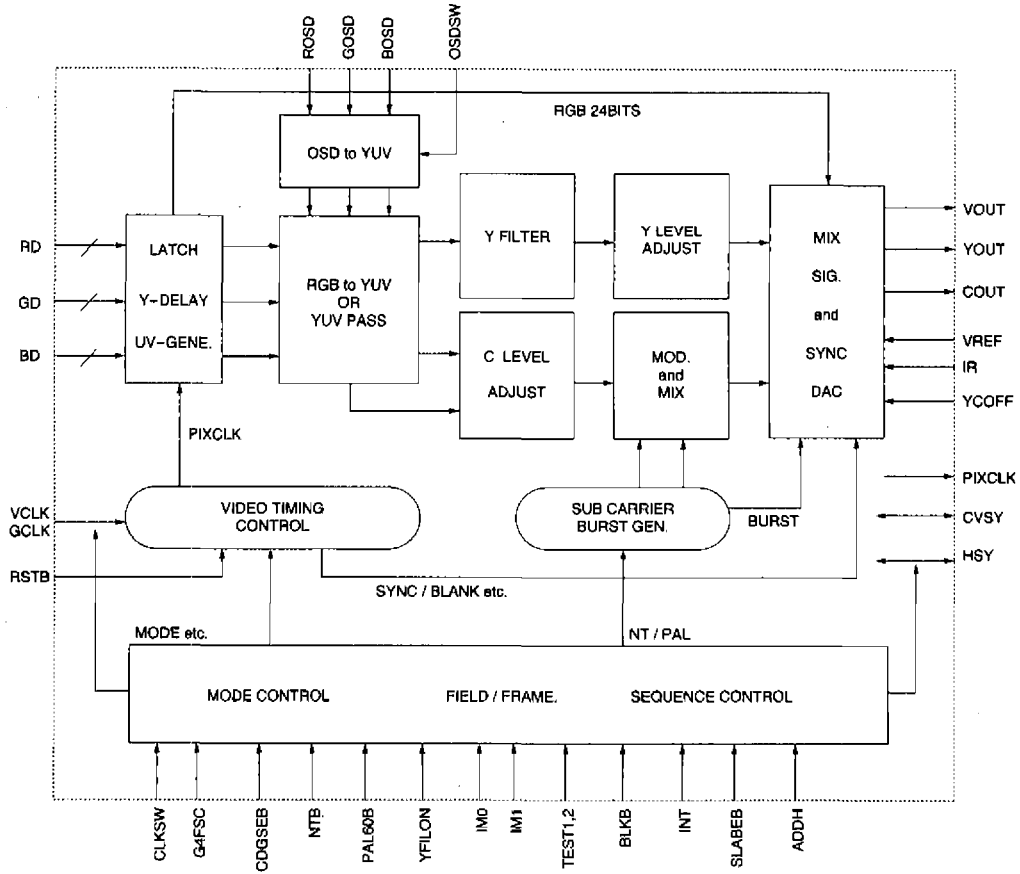 ROSD
GOSD
BOSD
OSDSW
RGB 24BITS
OSD to YUV
RD
GD
BD
LATCH
Y-DELAY
UV-GENE.
RGB to YUV
OR
YUV PASS
Y FILTER
Y LEVEL
ADJUST
C LEVEL
ADJUST
MOD.
and
MIX
MIX
SIG.
and
SYNC
DAC
VOUT
YOUT
COUT
VREF
IR
YCOFF
PIXCLK
CVSY
HSY
PIXCLK
VCLK
GCLK
RSTB
VIDEO TIMING
CONTROL
SUB CARRIER
BURST GEN.
BURST
SYNC / BLANK etc.
MODE etc.
NT / PAL
MODE CONTROL
FIELD / FRAME.
SEQUENCE CONTROL
CLKSW
G4FSC
CDGSEB
NTB
PAL60B
YFILON
IM0
IM1
TEST1,2
BLKB
INT
SLABEB
ADDH